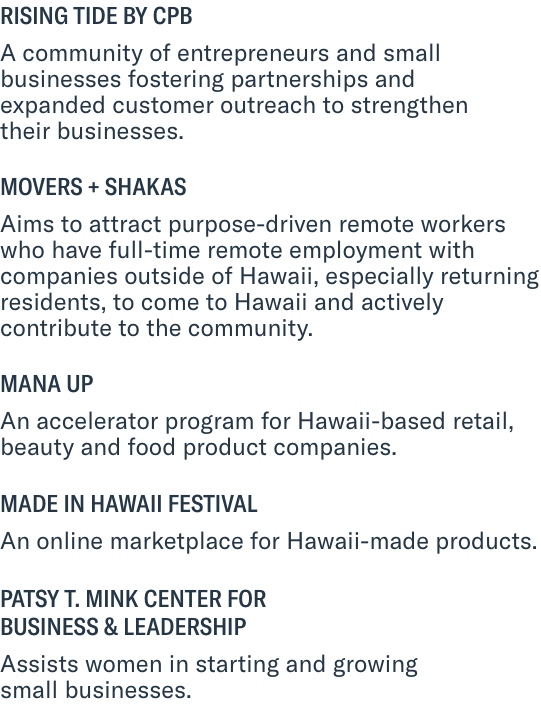 RISING TIDE BY CPB
A community of entrepreneurs and small
businesses fostering partnerships and
expanded customer outreach to strengthen
their businesses.
MOVERS + SHAKAS
Aims to attract purpose-driven remote workers
who have full-time remote employment with
companies outside of Hawaii, especially returning
residents, to come to Hawaii and actively
contribute to the community.
MANA UP
An accelerator program for Hawaii-based retail,
beauty and food product companies.
MADE IN HAWAII FESTIVAL
An online marketplace for Hawaii-made products.
PATSY T. MINK CENTER FOR
BUSINESS & LEADERSHIP
Assists women in starting and growing
small businesses.